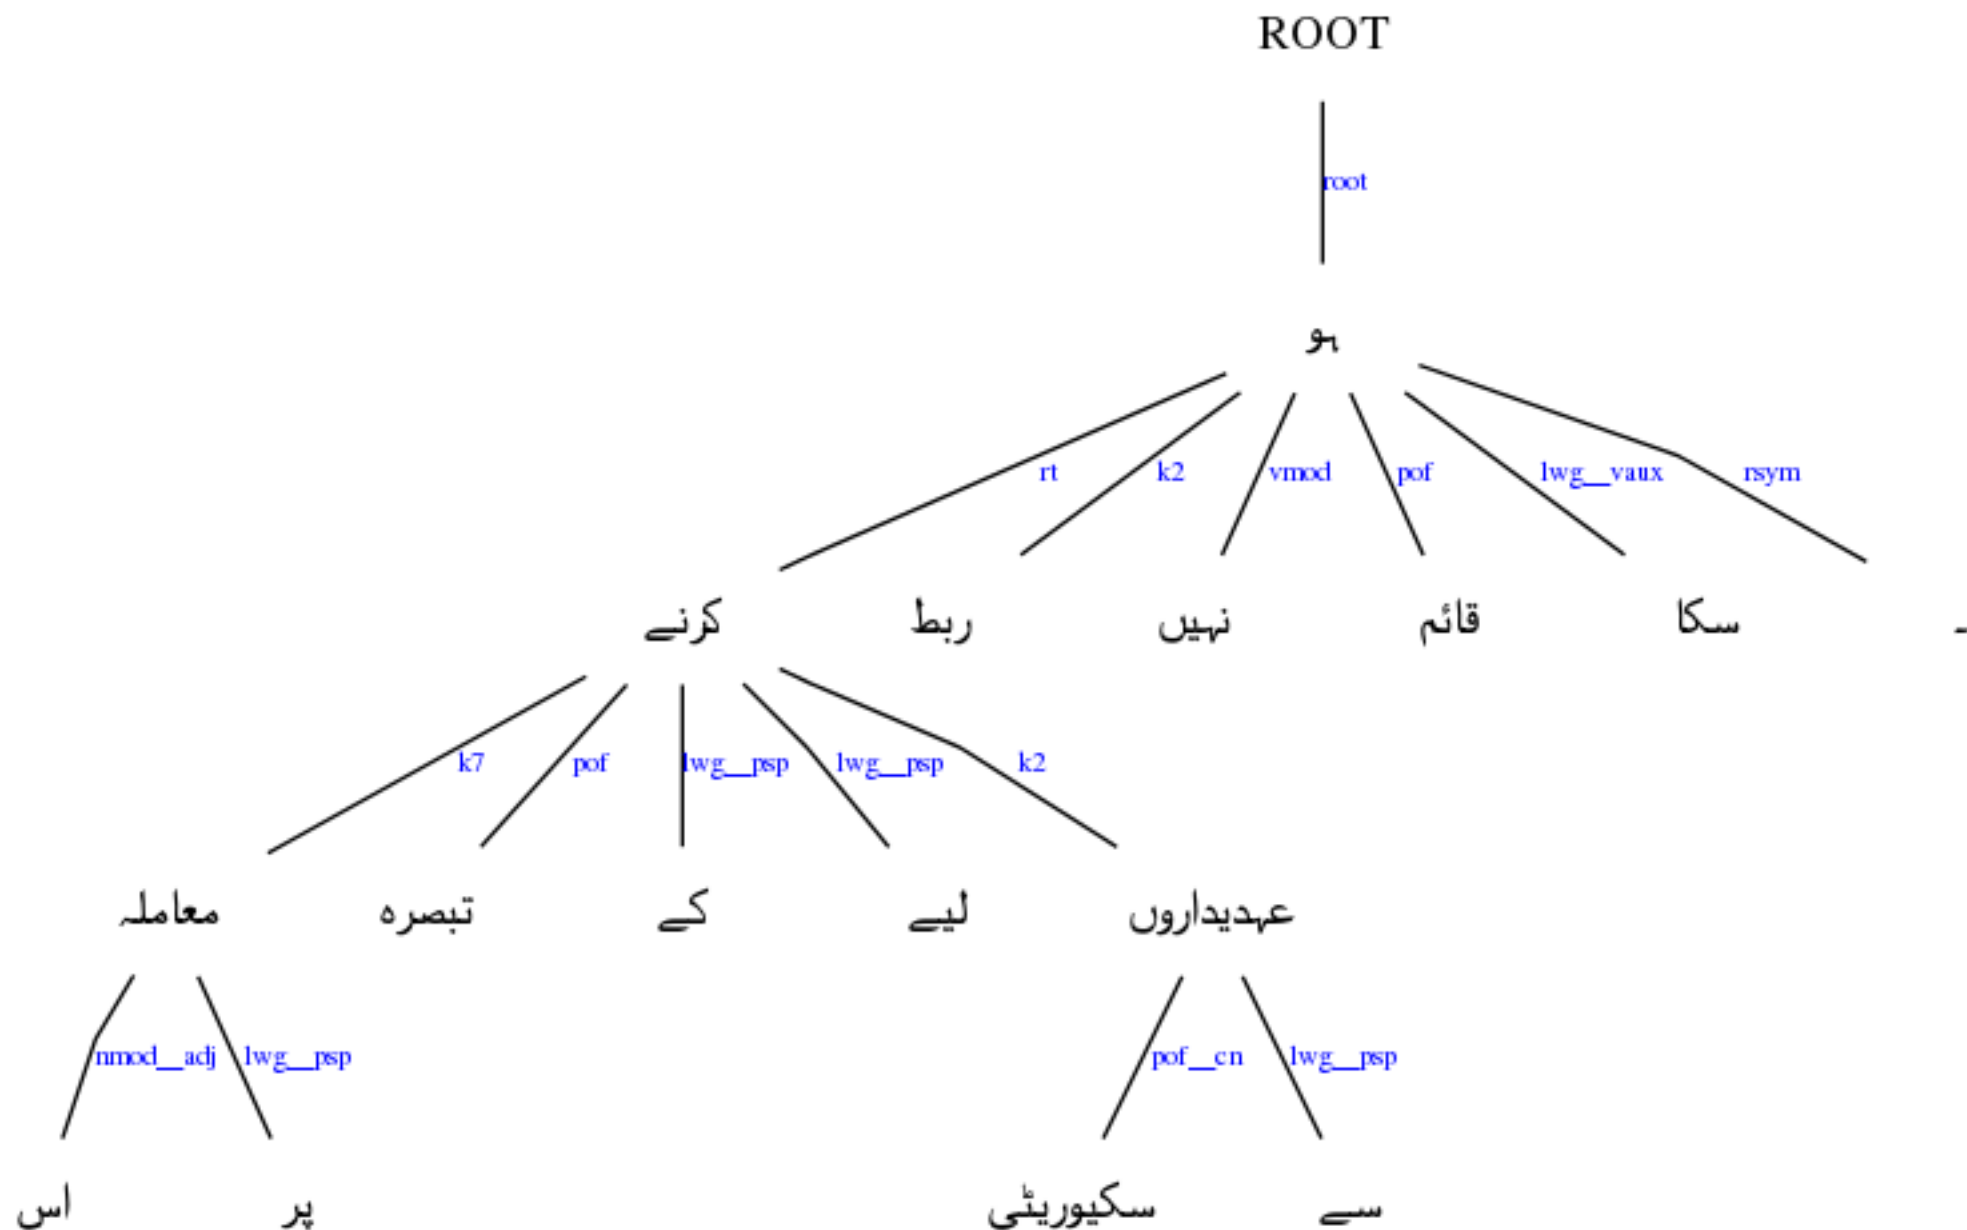 ROOT
root
ہو
rt k2 vmod pof lwg__vaux rsym
کرنے ربط نہیں قائم سکا ۔
k7 pof lwg__psp lwg__psp k2
معاملہ تبصرہ کے لیے عہدیداروں
nmod__adj lwg__psp pof__cn lwg__psp
اس پر سکیوریٹی سے